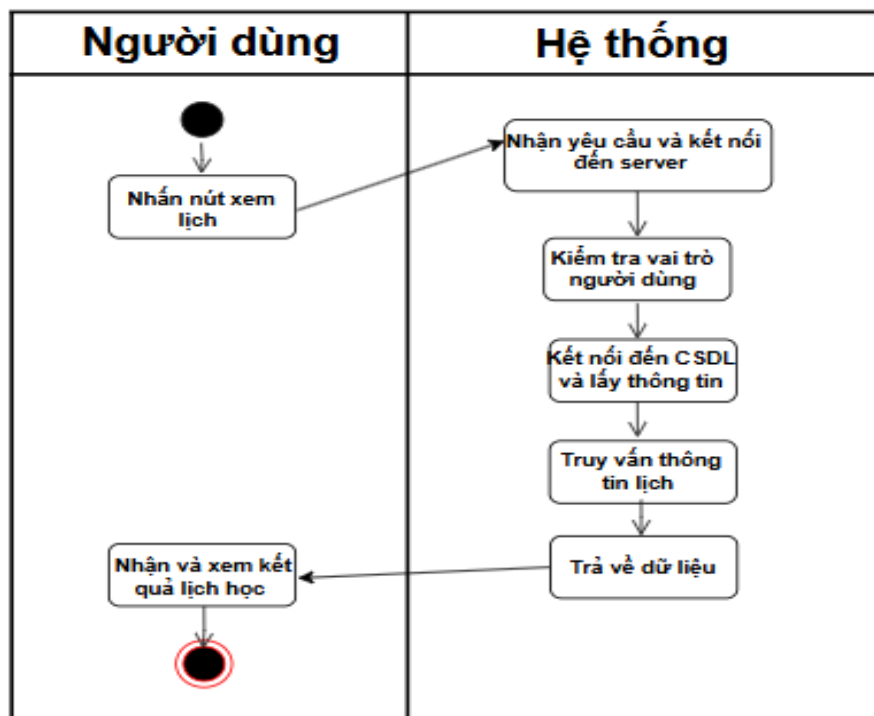 Người dùng
Hệ thống
Nhấn nút xem
lịch
Nhận yêu cầu và kết nối
đến server
Kiểm tra vai trò
người dùng
Kết nối đến CSDL
và lấy thông tin
Truy vấn thông
tin lịch
Trả về dữ liệu
Nhận và xem kết
quả lịch học